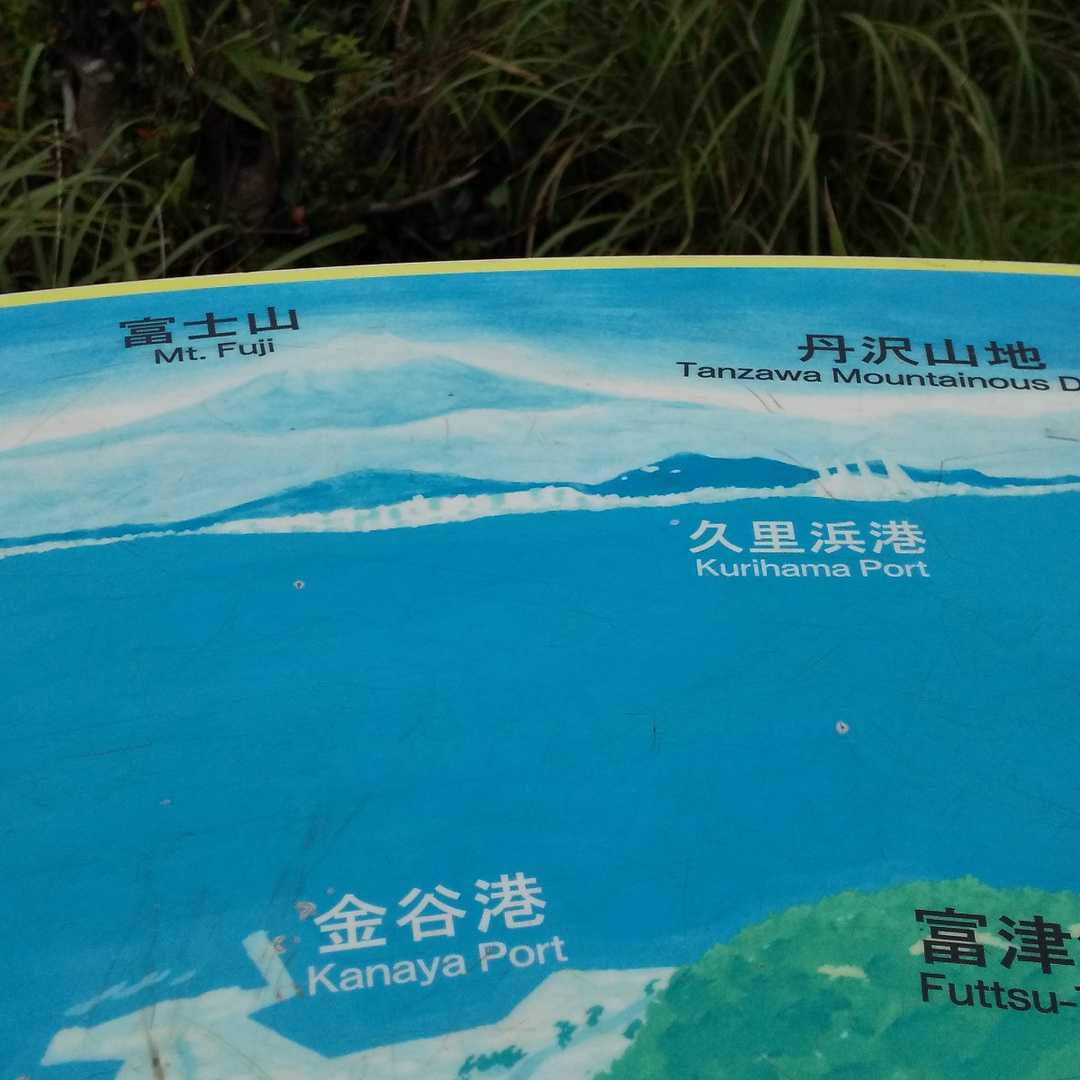 富士山
Mt. Fuji
丹沢山地
Tanzawa Mountainous
久里浜港
Kurihama Port
金谷港
Kanaya Port
富津
Futtsu-